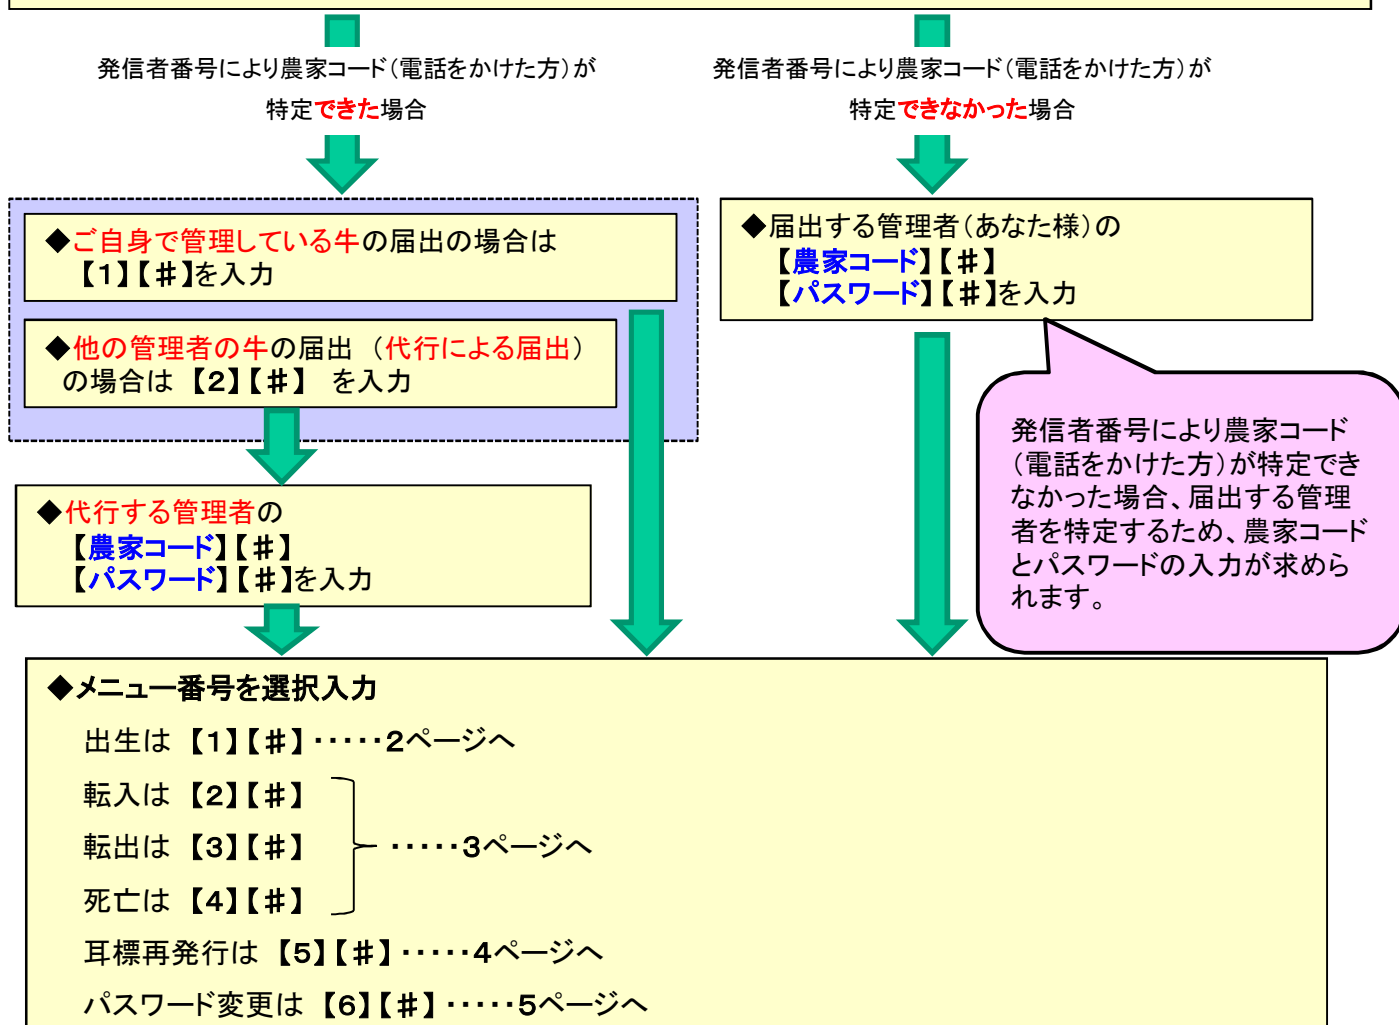 発信者番号により農家コード（電話をかけた方）が
特定できた場合
発信者番号により農家コード（電話をかけた方）が
特定できなかった場合
◆ご自身で管理している牛の届出の場合は
【1】【＃】を入力
◆他の管理者の牛の届出 （代行による届出）
の場合は 【2】【＃】 を入力
◆代行する管理者の
【農家コード】【＃】
【パスワード】【＃】を入力
◆届出する管理者（あなた様）の
【農家コード】【＃】
【パスワード】【＃】を入力
発信者番号により農家コード
（電話をかけた方）が特定でき
なかった場合、届出する管理
者を特定するため、農家コード
とパスワードの入力が求めら
れます。
◆メニュー番号を選択入力
出生は 【1】【＃】・・・・・2ページへ
転入は 【2】【＃】
転出は 【3】【＃】 ・・・・・3ページへ
死亡は 【4】【＃】
耳標再発行は 【5】【＃】・・・・・4ページへ
パスワード変更は 【6】【＃】・・・・・5ページへ